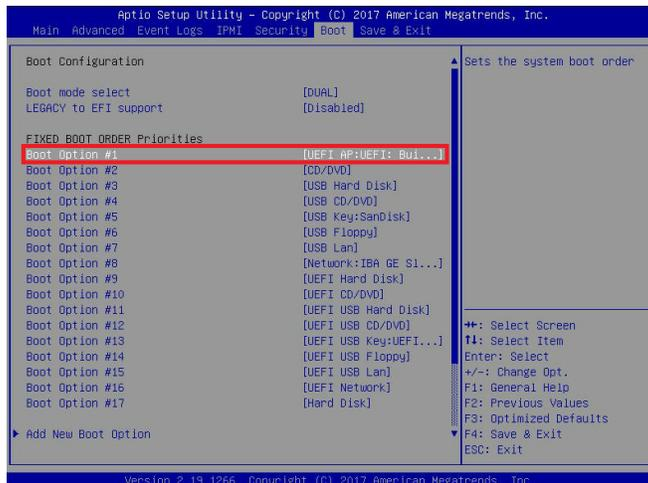 Aptio Setup Utility – Copyright (C) 2017 American Megatrends, Inc.
Main Advanced Event Logs IPMI Security Boot Save & Exit
Boot Configuration
Boot mode select [DUAL]
LEGACY to EFI support [Disabled]
FIXED BOOT ORDER Priorities
Boot Option #1 [UEFI AP:UEFI: Bui...]
Boot Option #2 [CD/DVD]
Boot Option #3 [USB Hard Disk]
Boot Option #4 [USB CD/DVD]
Boot Option #5 [USB Key:SanDisk]
Boot Option #6 [USB Floppy]
Boot Option #7 [USB Lan]
Boot Option #8 [Network:IBA GE Sl...]
Boot Option #9 [UEFI Hard Disk]
Boot Option #10 [UEFI CD/DVD]
Boot Option #11 [UEFI USB Hard Disk]
Boot Option #12 [UEFI USB CD/DVD]
Boot Option #13 [UEFI USB Key:UEFI...]
Boot Option #14 [UEFI USB Floppy]
Boot Option #15 [UEFI USB Lan]
Boot Option #16 [UEFI Network]
Boot Option #17 [Hard Disk]
Add New Boot Option
Sets the system boot order
→←: Select Screen
↑↓: Select Item
Enter: Select
+/-: Change Opt.
F1: General Help
F2: Previous Values
F3: Optimized Defaults
F4: Save & Exit
ESC: Exit
Version 2.19.1266. Copyright (C) 2017 American Megatrends, Inc.